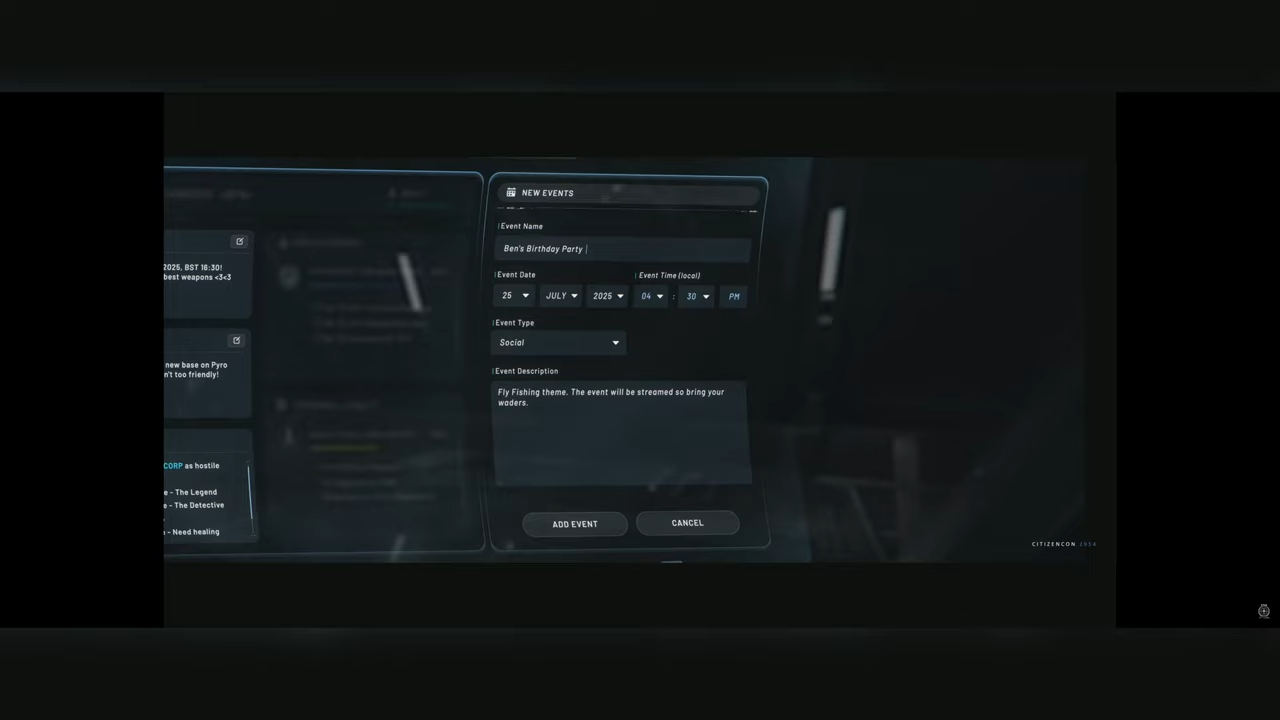 2025, BST 16:30!
best weapons <3<3
new base on Pyro
n't too friendly!
CORP as hostile
e - The Legend
e - The Detective
- Need healing
NEW EVENTS
Event Name
Ben's Birthday Party
Event Date
Event Time (local)
25 JULY 2025 04 : 30 PM
Event Type
Social
Event Description
Fly Fishing theme. The event will be streamed so bring your
waders.
ADD EVENT
CANCEL
CITIZENCON 2954